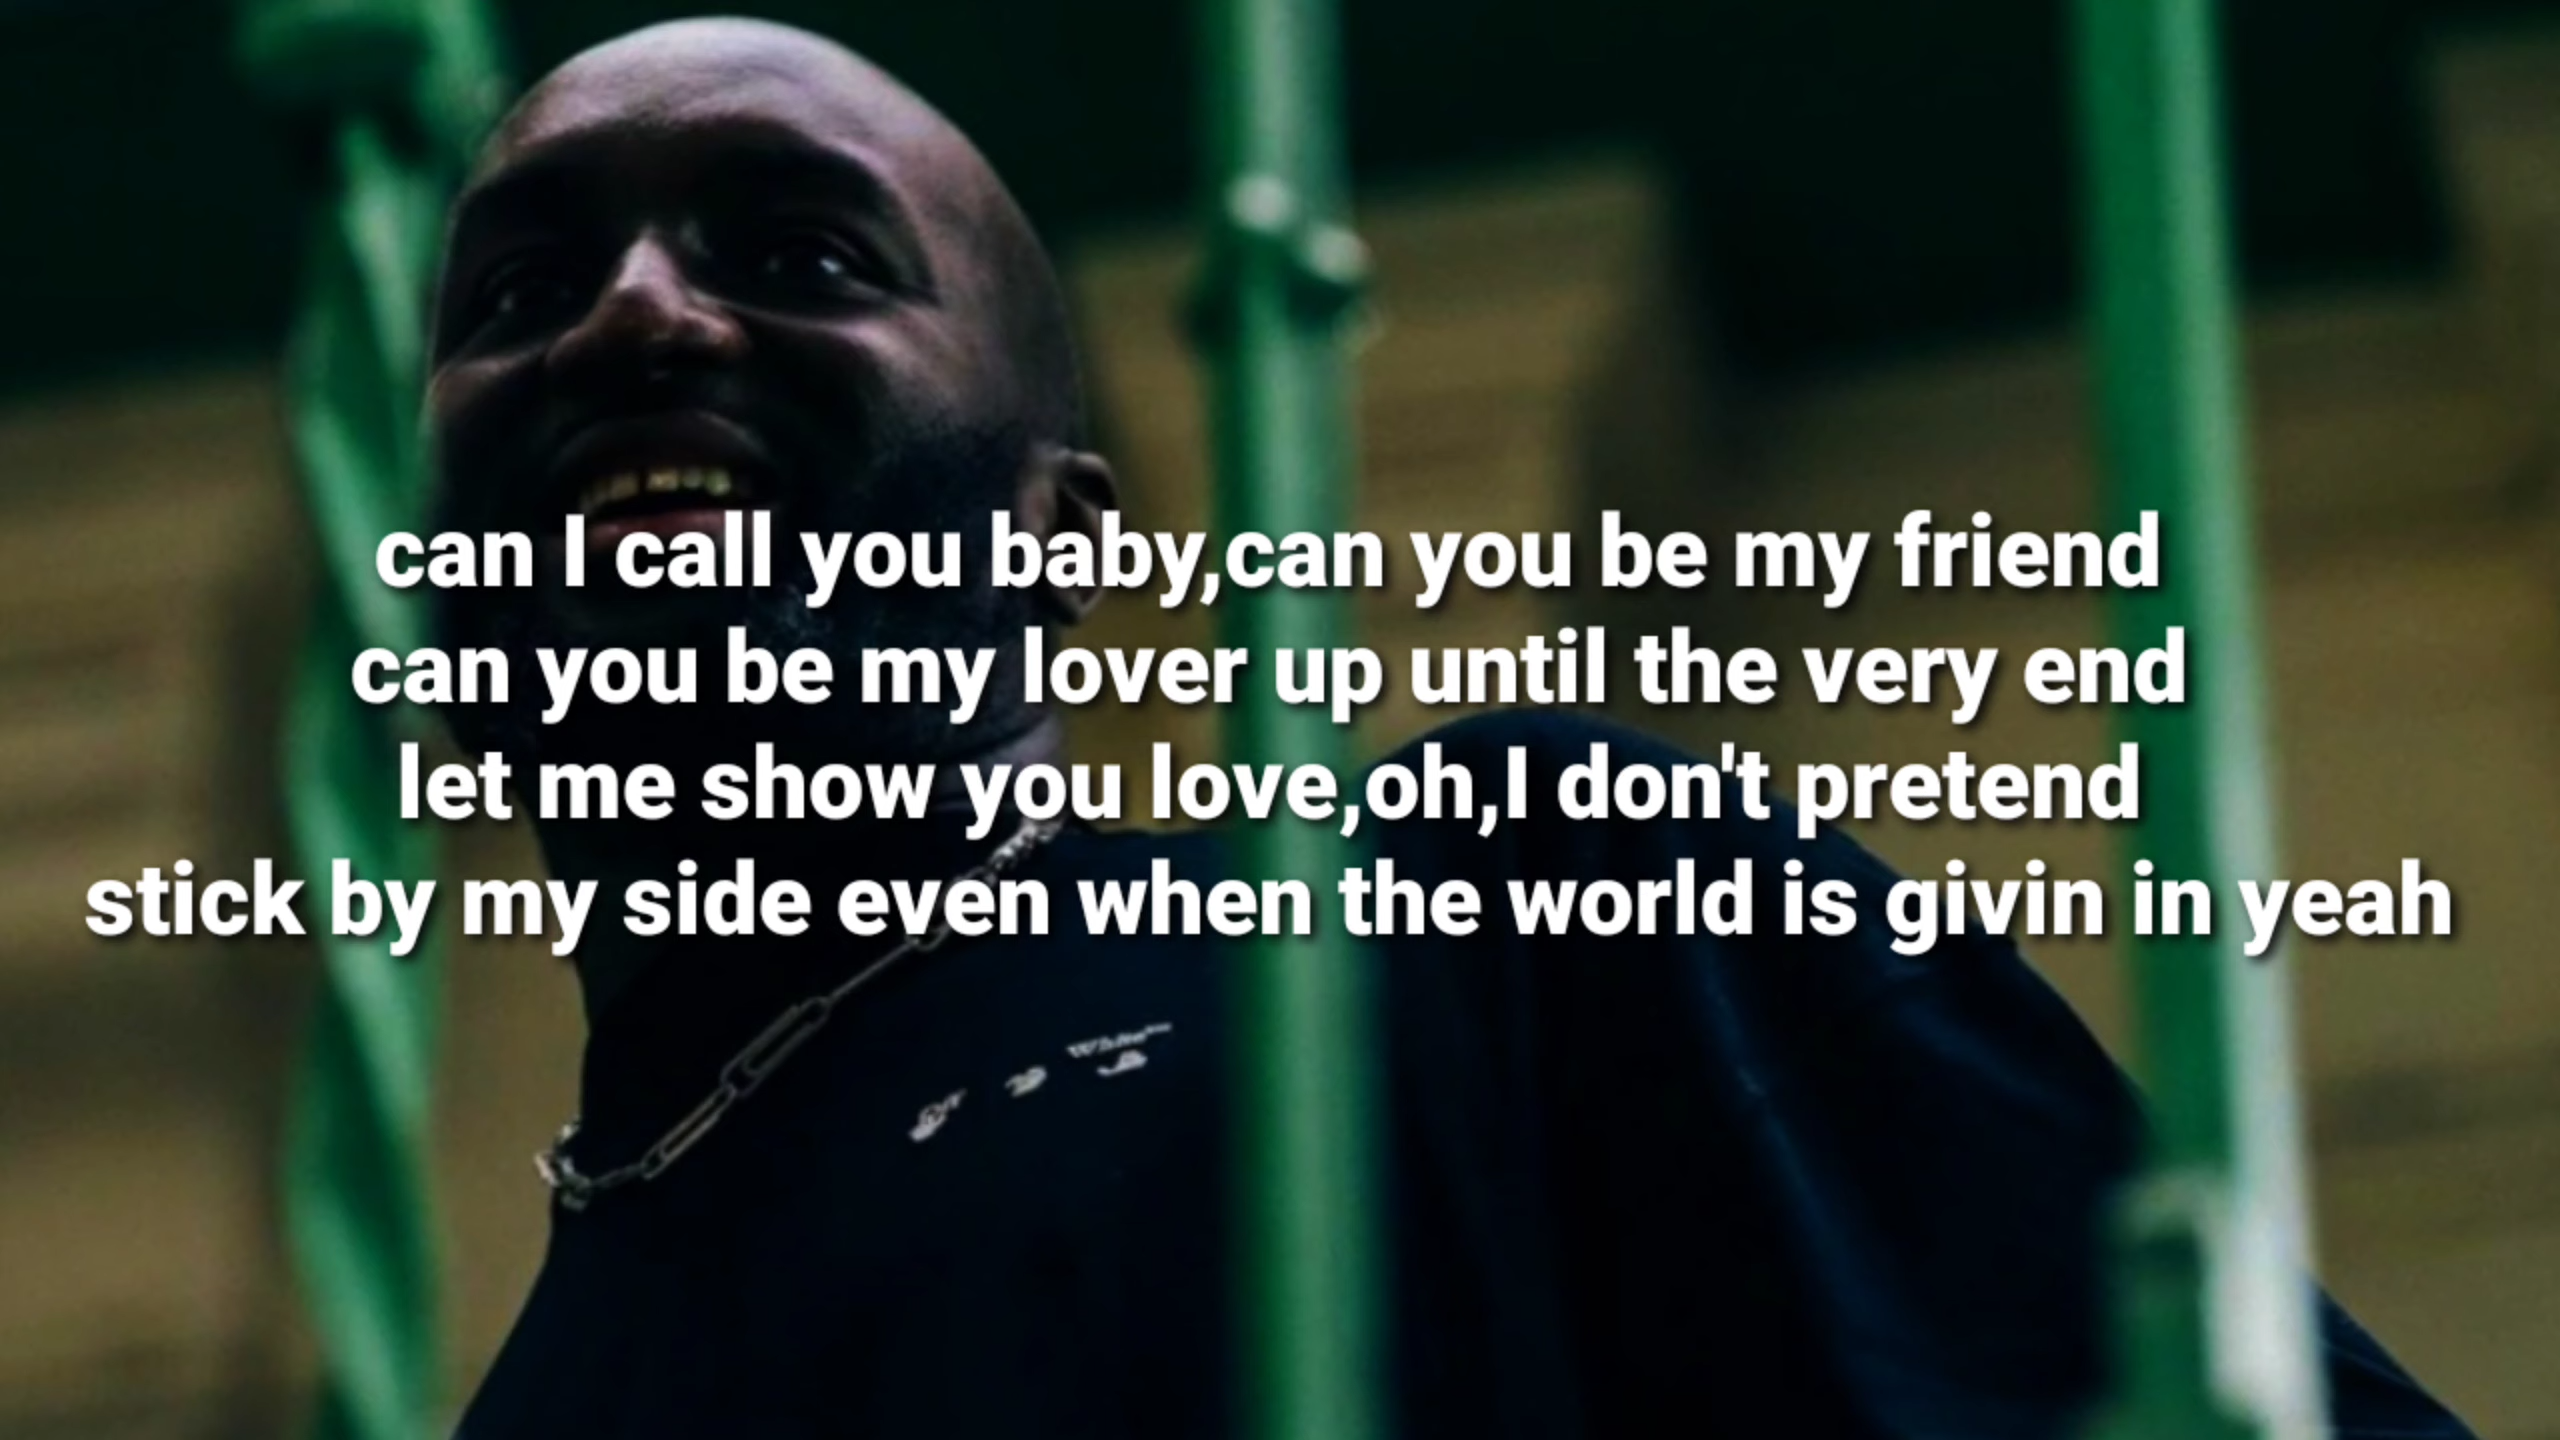 can I call you baby,can you be my friend
can you be my lover up until the very end
let me show you love,oh,I don't pretend
stick by my side even when the world is givin in yeah